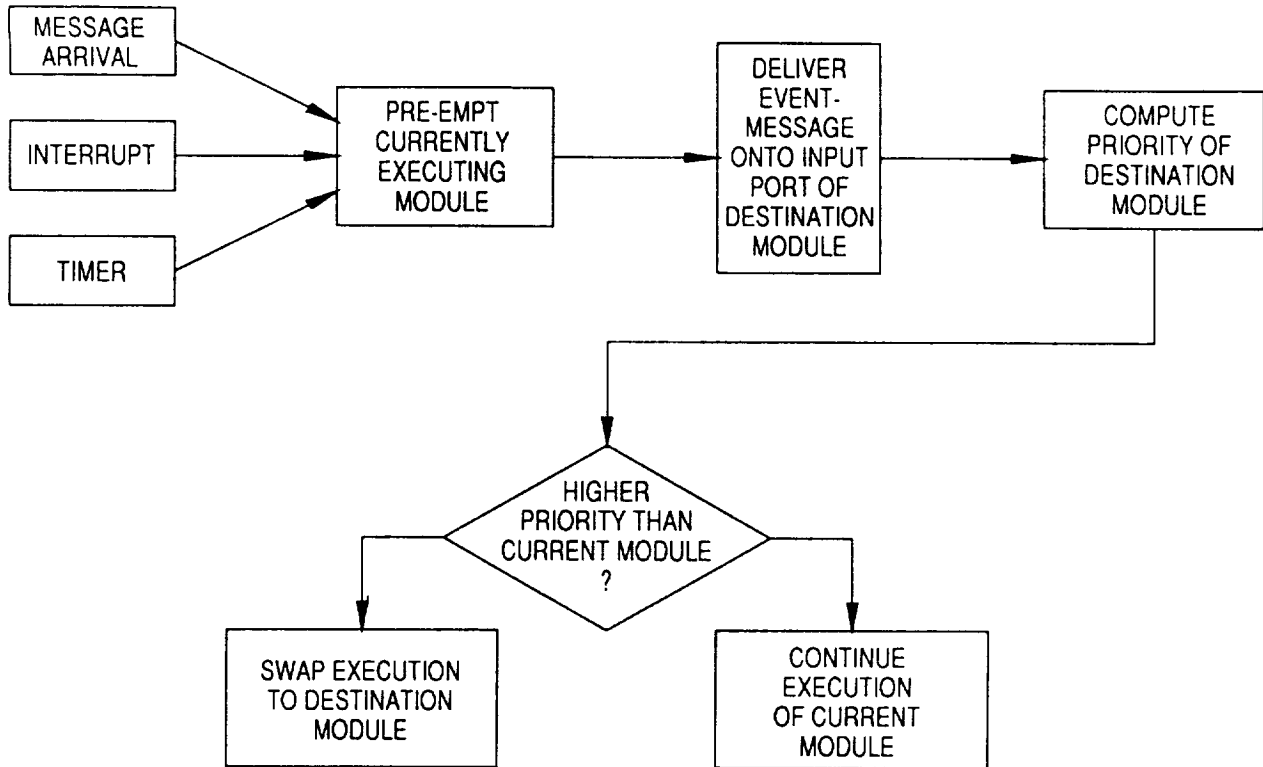 MESSAGE
ARRIVAL
INTERRUPT
TIMER
PRE-EMPT
CURRENTLY
EXECUTING
MODULE
DELIVER
EVENT-
MESSAGE
ONTO INPUT
PORT OF
DESTINATION
MODULE
COMPUTE
PRIORITY OF
DESTINATION
MODULE
HIGHER
PRIORITY THAN
CURRENT MODULE
?
SWAP EXECUTION
TO DESTINATION
MODULE
CONTINUE
EXECUTION
OF CURRENT
MODULE